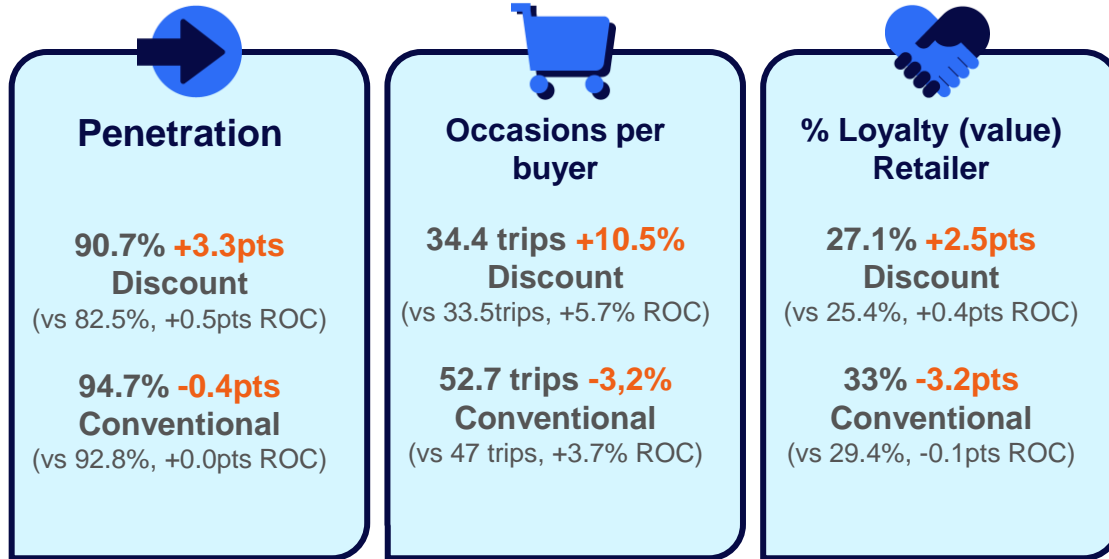 Penetration
90.7% +3.3pts
Discount
(vs 82.5%, +0.5pts ROC)
94.7% -0.4pts
Conventional
(vs 92.8%, +0.0pts ROC)
Occasions per
buyer
34.4 trips +10.5%
Discount
(vs 33.5trips, +5.7% ROC)
52.7 trips -3,2%
Conventional
(vs 47 trips, +3.7% ROC)
% Loyalty (value)
Retailer
27.1% +2.5pts
Discount
(vs 25.4%, +0.4pts ROC)
33% -3.2pts
Conventional
(vs 29.4%, -0.1pts ROC)